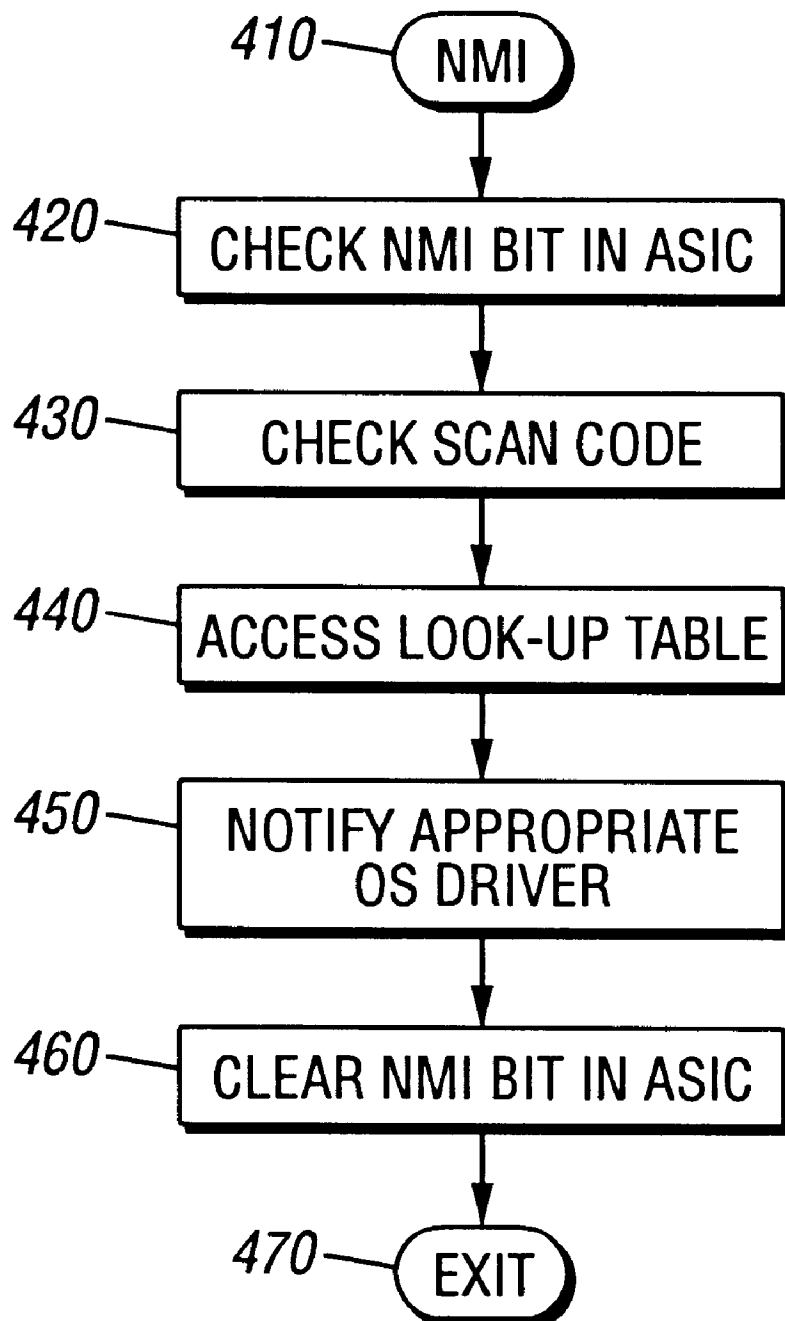 410
NMI
420
CHECK NMI BIT IN ASIC
430
CHECK SCAN CODE
440
ACCESS LOOK-UP TABLE
450
NOTIFY APPROPRIATE
OS DRIVER
460
CLEAR NMI BIT IN ASIC
470
EXIT